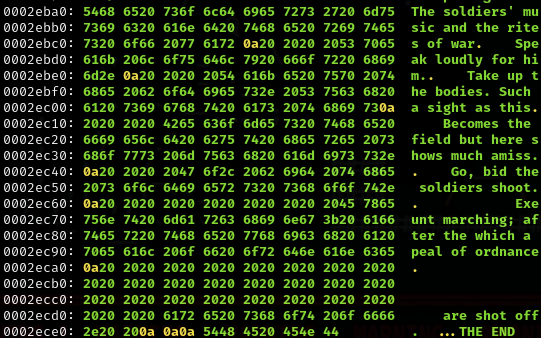 0002eba0: 5468 6520 736f 6c64 6965 7273 2720 6d75  The soldiers' mu
0002ebb0: 7369 6320 616e 6420 7468 6520 7269 7465  sic and the rite
0002ebc0: 7320 6f66 2077 6172 0a20 2020 2053 7065  s of war.    Spe
0002ebd0: 616b 206c 6f75 646c 7920 666f 7220 6869  ak loudly for hi
0002ebe0: 6d2e 0a20 2020 2054 616b 6520 7570 2074  m..    Take up t
0002ebf0: 6865 2062 6f64 6965 732e 2053 7563 6820  he bodies. Such 
0002ec00: 6120 7369 6768 7420 6173 2074 6869 730a  a sight as this.
0002ec10: 2020 2020 4265 636f 6d65 7320 7468 6520      Becomes the 
0002ec20: 6669 656c 6420 6275 7420 6865 7265 2073  field but here s
0002ec30: 686f 7773 206d 7563 6820 616d 6973 732e  hows much amiss.
0002ec40: 0a20 2020 2047 6f2c 2062 6964 2074 6865  .    Go, bid the
0002ec50: 2073 6f6c 6469 6572 7320 7368 6f6f 742e   soldiers shoot.
0002ec60: 0a20 2020 2020 2020 2020 2020 2045 7865  .            Exe
0002ec70: 756e 7420 6d61 7263 6869 6e67 3b20 6166  unt marching; af
0002ec80: 7465 7220 7468 6520 7768 6963 6820 6120  ter the which a 
0002ec90: 7065 616c 206f 6620 6f72 646e 616e 6365  peal of ordnance
0002eca0: 0a20 2020 2020 2020 2020 2020 2020 2020  .
0002ecb0: 2020 2020 2020 2020 2020 2020 2020 2020
0002ecc0: 2020 2020 2020 2020 2020 2020 2020 2020
0002ecd0: 2020 2020 6172 6520 7368 6f74 206f 6666      are shot off
0002ece0: 2e20 200a 0a0a 5448 4520 454e 44         .  ...THE END